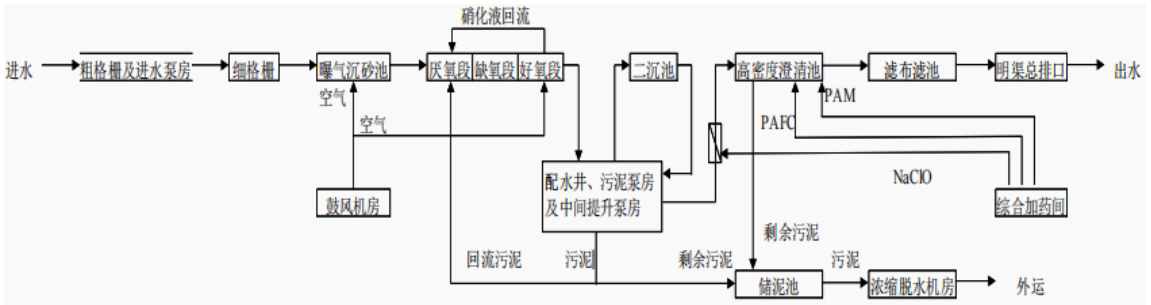 硝化液回流
进水
粗格栅及进水泵房
细格栅
曝气沉砂池
厌氧段
缺氧段
好氧段
二沉池
高密度澄清池
滤布滤池
明渠总排口
出水
空气
空气
PAM
PAFC
NaClO
鼓风机房
配水井、污泥泵房
及中间提升泵房
综合加药间
剩余污泥
回流污泥
污泥
剩余污泥
污泥
储泥池
浓缩脱水机房
外运